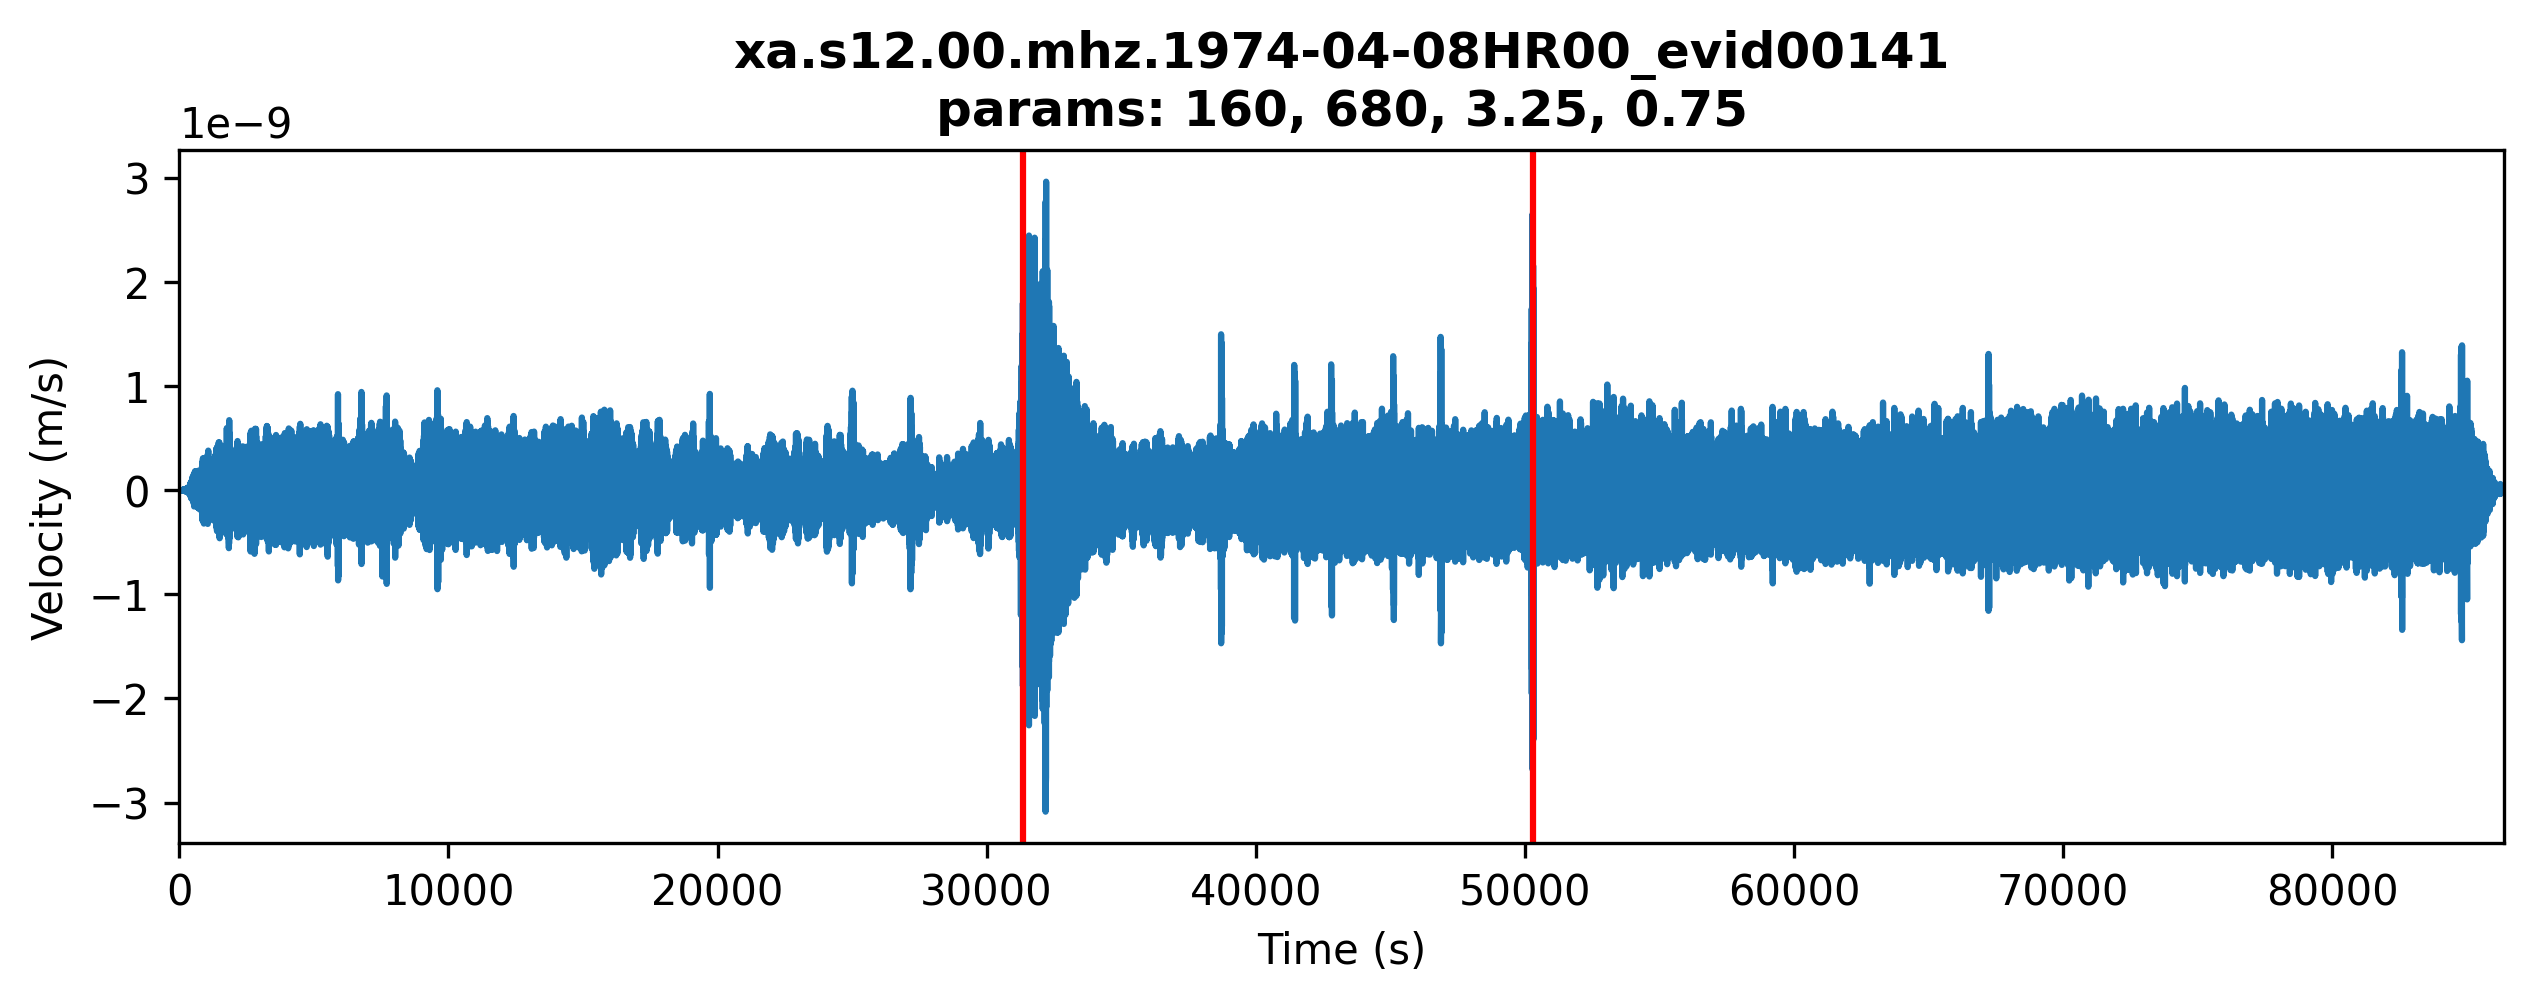 xa.s12.00.mhz.1974-04-08HR00_evid00141
params: 160, 680, 3.25, 0.75
1e−9
3
2
1
0
−1
−2
−3
Velocity (m/s)
0 10000 20000 30000 40000 50000 60000 70000 80000
Time (s)